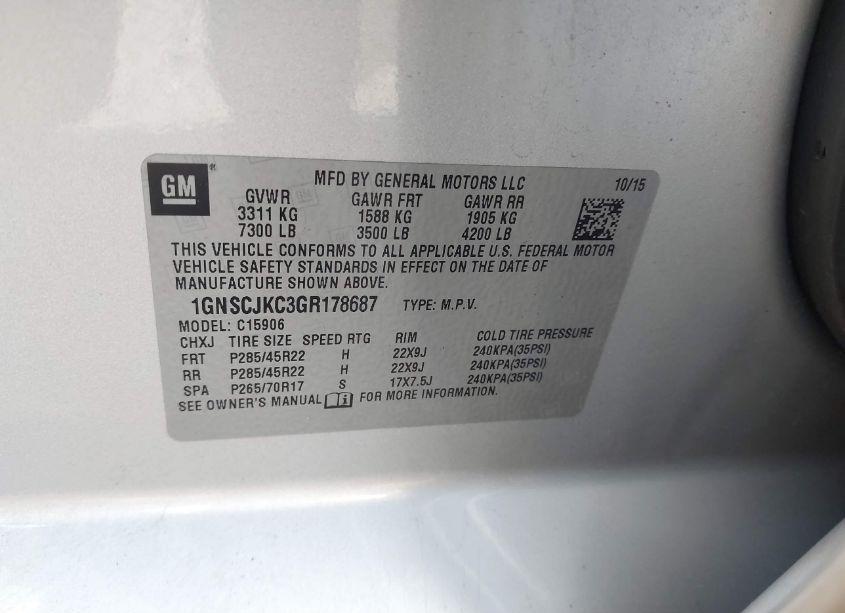 GM
MFD BY GENERAL MOTORS LLC 10/15
GVWR GAWR FRT GAWR RR
3311 KG 1588 KG 1905 KG
7300 LB 3500 LB 4200 LB
THIS VEHICLE CONFORMS TO ALL APPLICABLE U.S. FEDERAL MOTOR
VEHICLE SAFETY STANDARDS IN EFFECT ON THE DATE OF
MANUFACTURE SHOWN ABOVE.
1GNSCJKC3GR178687 TYPE: M.P.V.
MODEL: C15906
CHXJ TIRE SIZE SPEED RTG RIM COLD TIRE PRESSURE
FRT P285/45R22 H 22X9J 240KPA(35PSI)
RR P285/45R22 H 22X9J 240KPA(35PSI)
SPA P265/70R17 S 17X7.5J 240KPA(35PSI)
SEE OWNER'S MANUAL i FOR MORE INFORMATION.